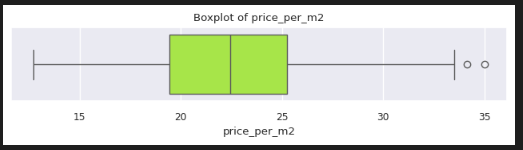 Boxplot of price_per_m2
15 20 25 30 35
price_per_m2